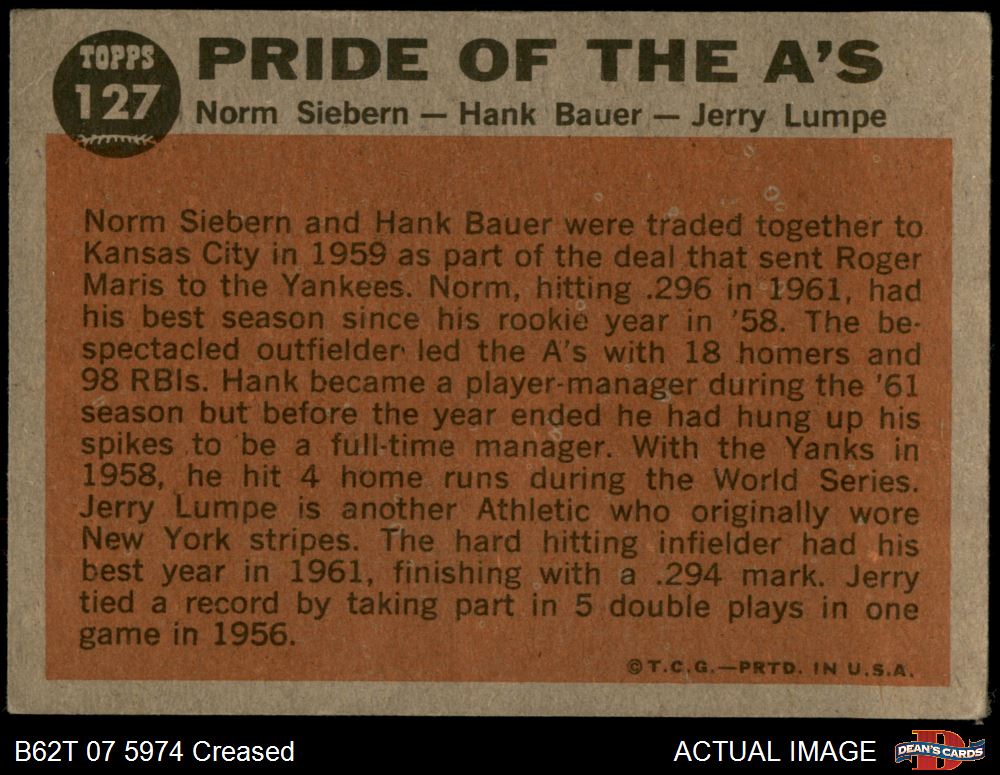 TOPPS
127
PRIDE OF THE A'S
Norm Siebern — Hank Bauer — Jerry Lumpe
Norm Siebern and Hank Bauer were traded together to
Kansas City in 1959 as part of the deal that sent Roger
Maris to the Yankees. Norm, hitting .296 in 1961, had
his best season since his rookie year in '58. The be-
spectacled outfielder led the A's with 18 homers and
98 RBIs. Hank became a player-manager during the '61
season but before the year ended he had hung up his
spikes to be a full-time manager. With the Yanks in
1958, he hit 4 home runs during the World Series.
Jerry Lumpe is another Athletic who originally wore
New York stripes. The hard hitting infielder had his
best year in 1961, finishing with a .294 mark. Jerry
tied a record by taking part in 5 double plays in one
game in 1956.
©T.C.G.—PRTD. IN U.S.A.
B62T 07 5974 Creased
ACTUAL IMAGE
D
DEAN'S CARDS